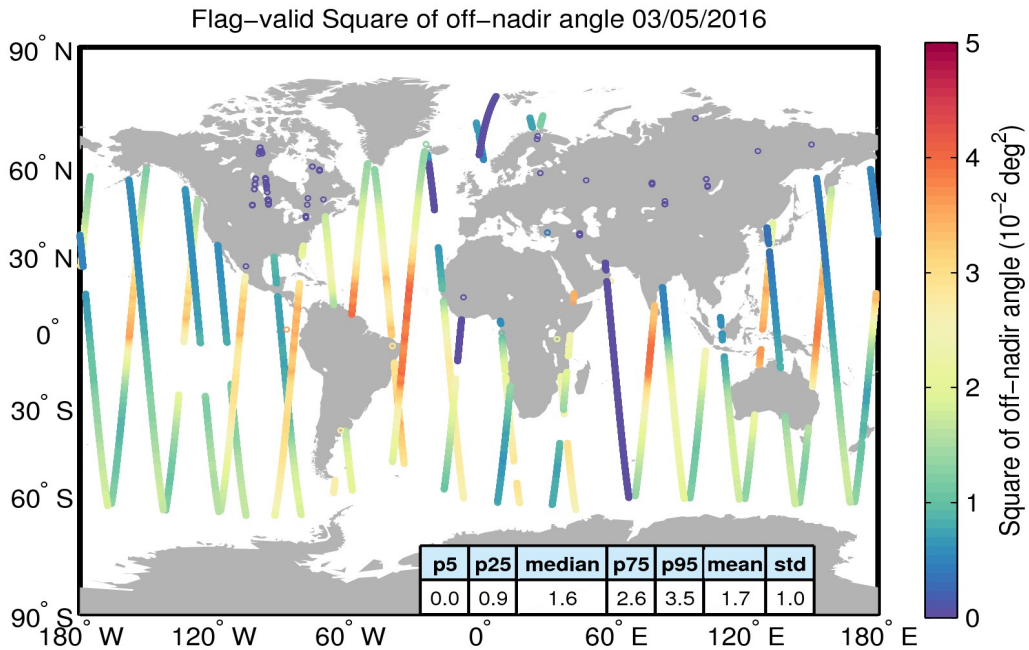 Flag−valid Square of off−nadir angle 03/05/2016
90° N
60° N
30° N
0°
30° S
60° S
90° S
180° W
120° W
60° W
0°
60° E
120° E
180° E
p5 p25 median p75 p95 mean std
0.0 0.9 1.6 2.6 3.5 1.7 1.0
5
4
3
2
1
0
Square of off−nadir angle (10⁻² deg²)